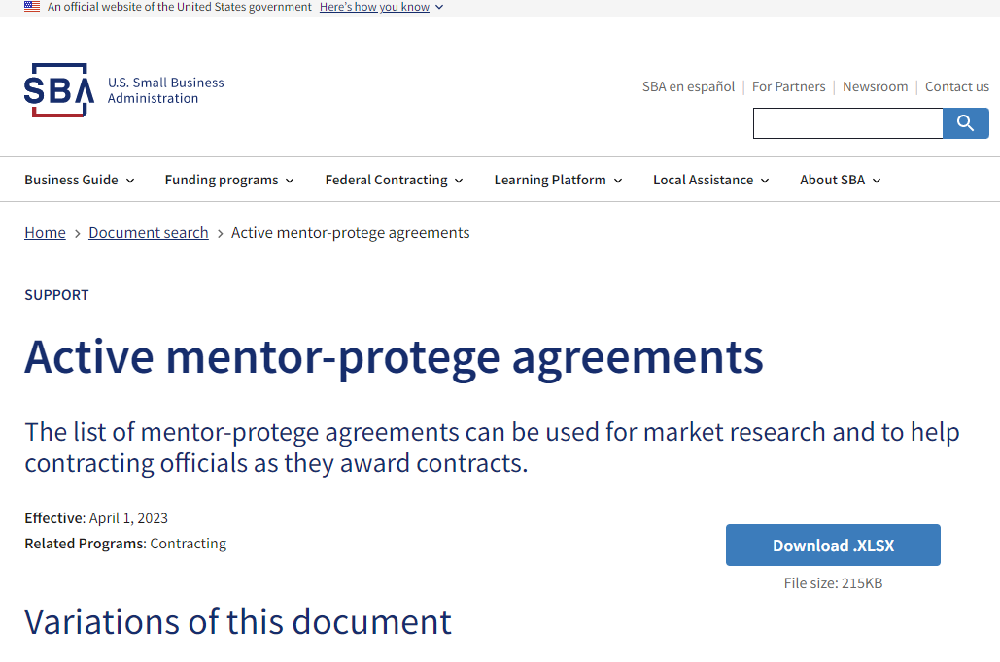 An official website of the United States government Here's how you know
SBA U.S. Small Business
Administration
SBA en español | For Partners | Newsroom | Contact us
Business Guide Funding programs Federal Contracting Learning Platform Local Assistance About SBA
Home > Document search > Active mentor-protege agreements
SUPPORT
Active mentor-protege agreements
The list of mentor-protege agreements can be used for market research and to help
contracting officials as they award contracts.
Effective: April 1, 2023
Related Programs: Contracting
Download .XLSX
File size: 215KB
Variations of this document